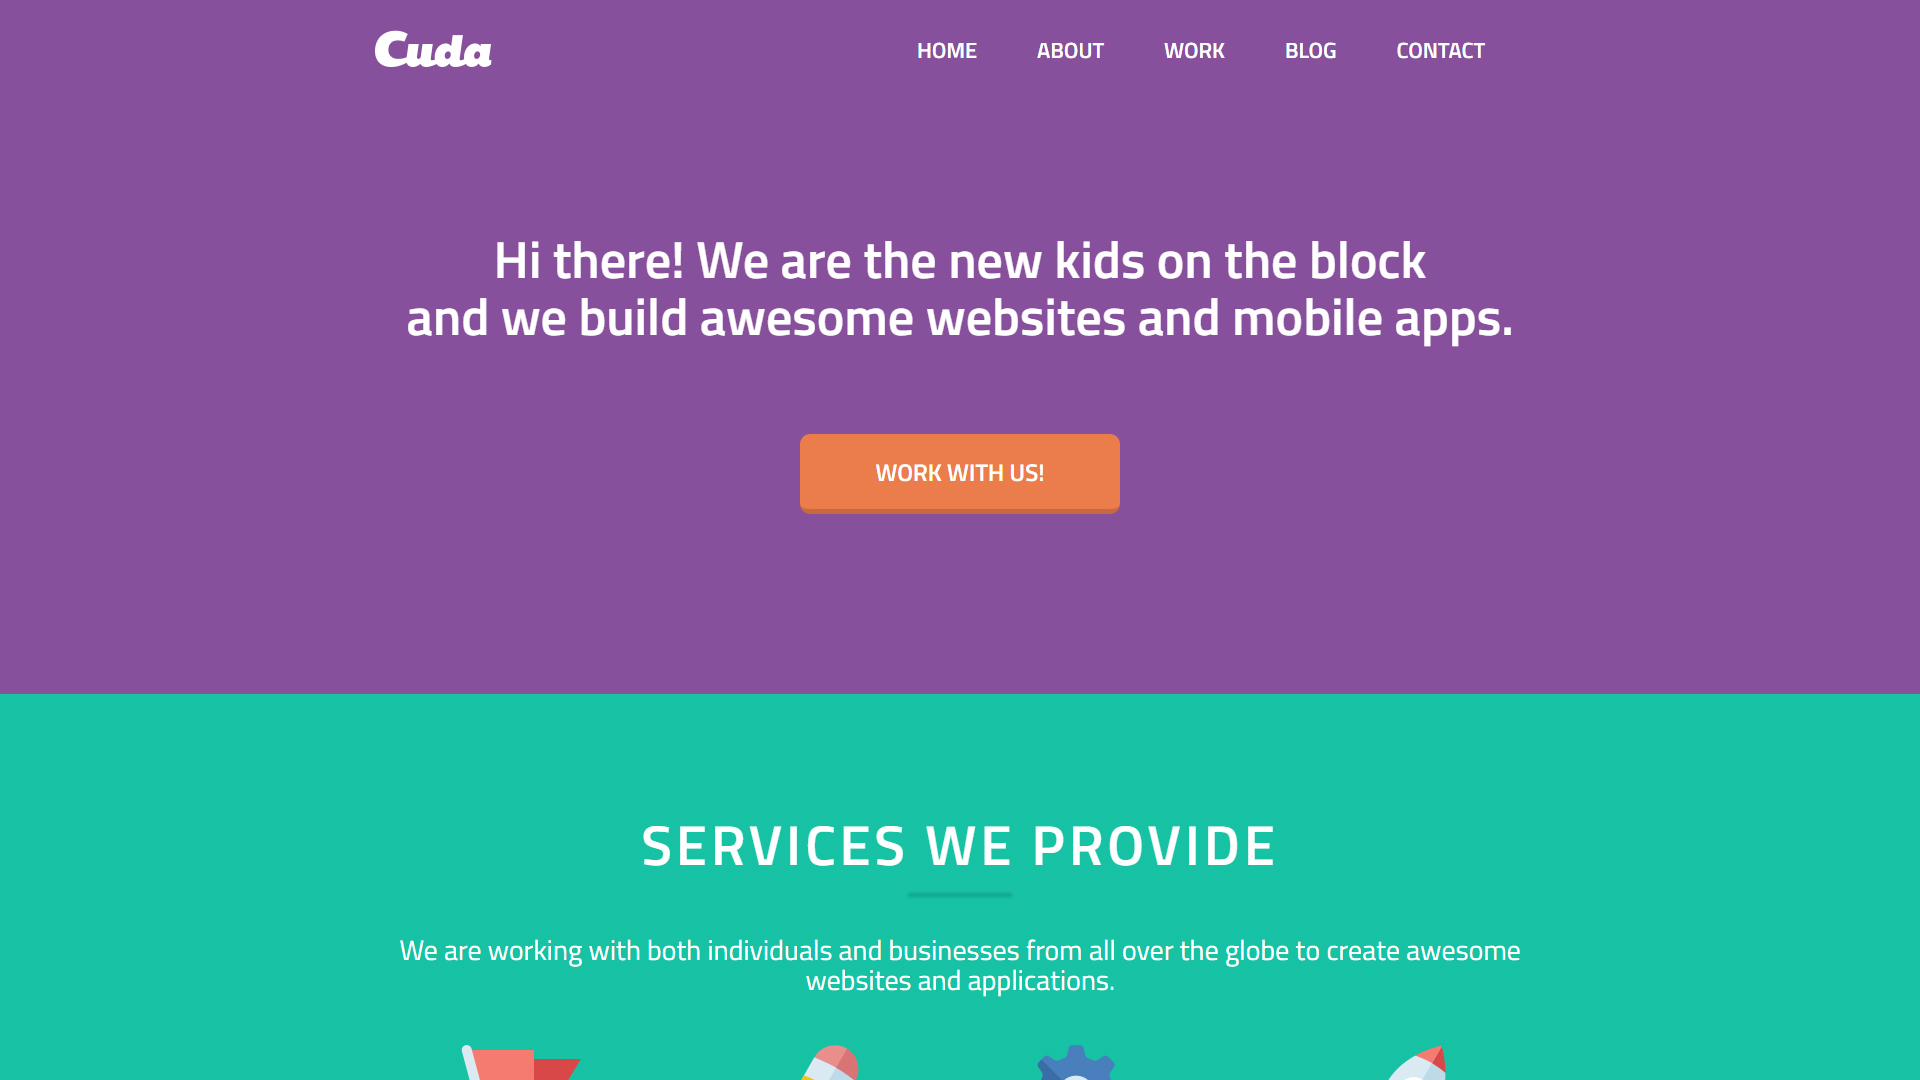 Cuda
HOME ABOUT WORK BLOG CONTACT
Hi there! We are the new kids on the block
and we build awesome websites and mobile apps.
WORK WITH US!
SERVICES WE PROVIDE
We are working with both individuals and businesses from all over the globe to create awesome
websites and applications.